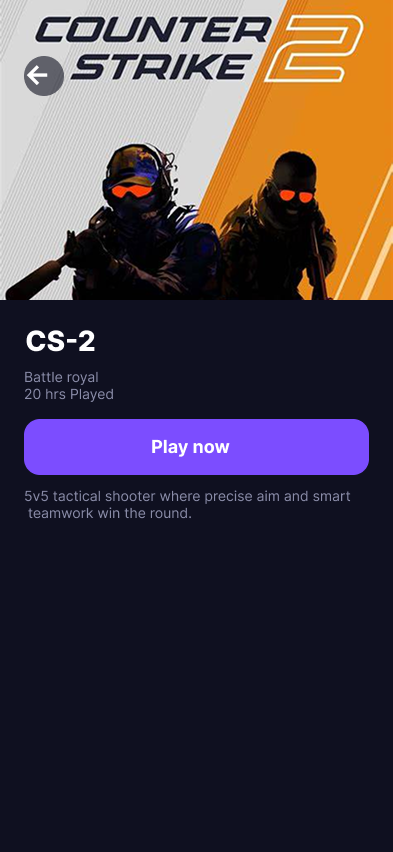 COUNTER
STRIKE 2
CS-2
Battle royal
20 hrs Played
Play now
5v5 tactical shooter where precise aim and smart
teamwork win the round.